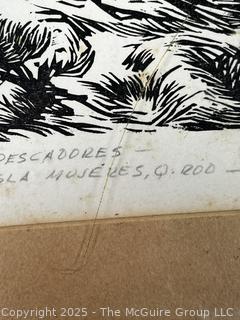 PESCADORES —
ISLA MUJERES, Q. ROO —
Copyright 2025 - The McGuire Group LLC